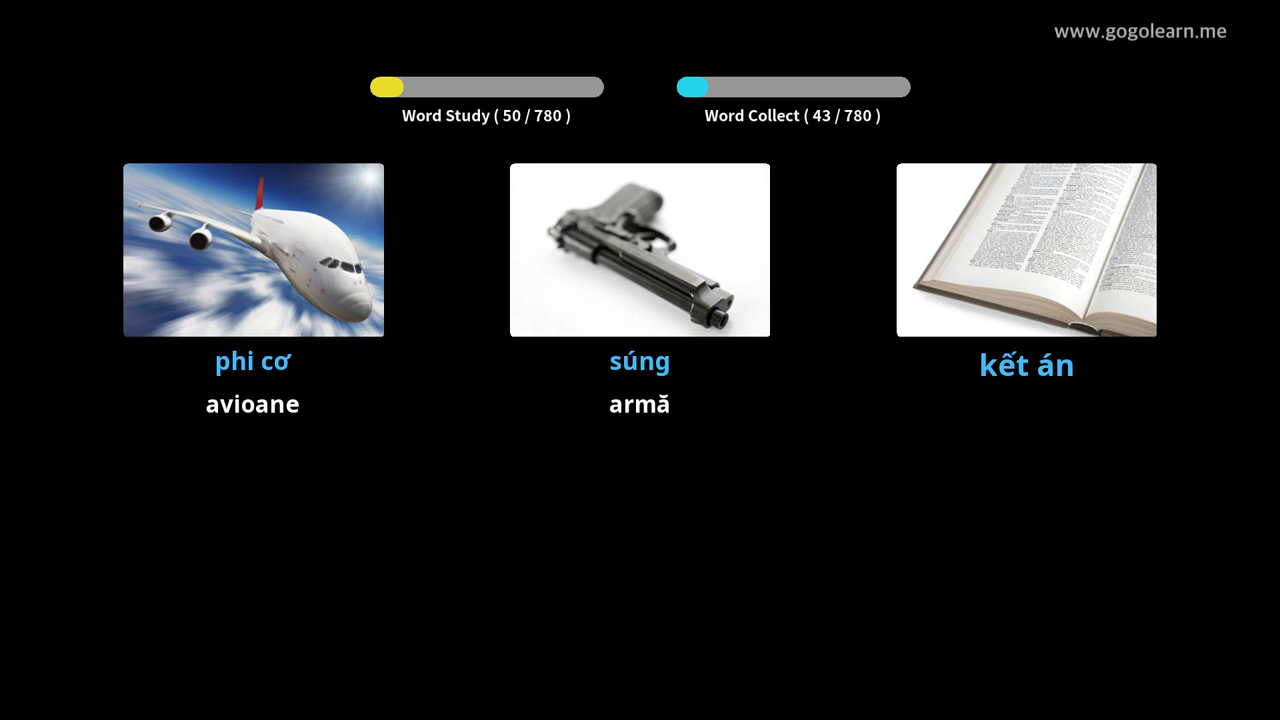 www.gogolearn.me
Word Study ( 50 / 780 )
Word Collect ( 43 / 780 )
phi cơ
súng
kết án
avioane
armă